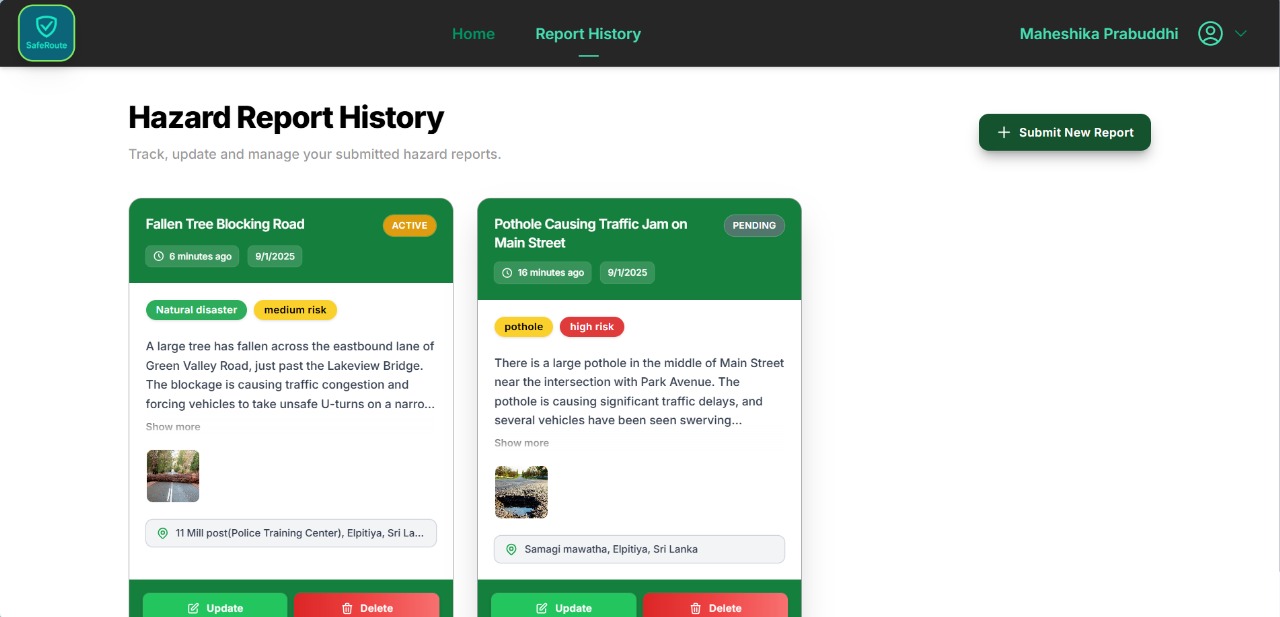 SafeRoute
Home
Report History
Maheshika Prabuddhi
Hazard Report History
Track, update and manage your submitted hazard reports.
Submit New Report
Fallen Tree Blocking Road
ACTIVE
6 minutes ago
9/1/2025
Natural disaster
medium risk
A large tree has fallen across the eastbound lane of
Green Valley Road, just past the Lakeview Bridge.
The blockage is causing traffic congestion and
forcing vehicles to take unsafe U-turns on a narro...
Show more
11 Mill post(Police Training Center), Elpitiya, Sri La...
Update
Delete
Pothole Causing Traffic Jam on
Main Street
PENDING
16 minutes ago
9/1/2025
pothole
high risk
There is a large pothole in the middle of Main Street
near the intersection with Park Avenue. The
pothole is causing significant traffic delays, and
several vehicles have been seen swerving...
Show more
Samagi mawatha, Elpitiya, Sri Lanka
Update
Delete